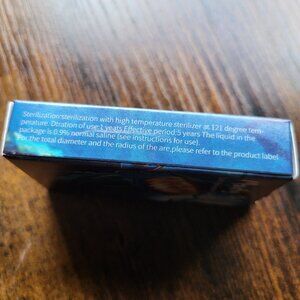 Sterilization:sterilization with high temperature sterilizer at 121 degree tem-
perature. Dtration of use:1 years Effective period:5 years The liquid in the
package is 0.9% normal saline (see instructions for use).
For the total diameter and the radius of the are,please refer to the product label